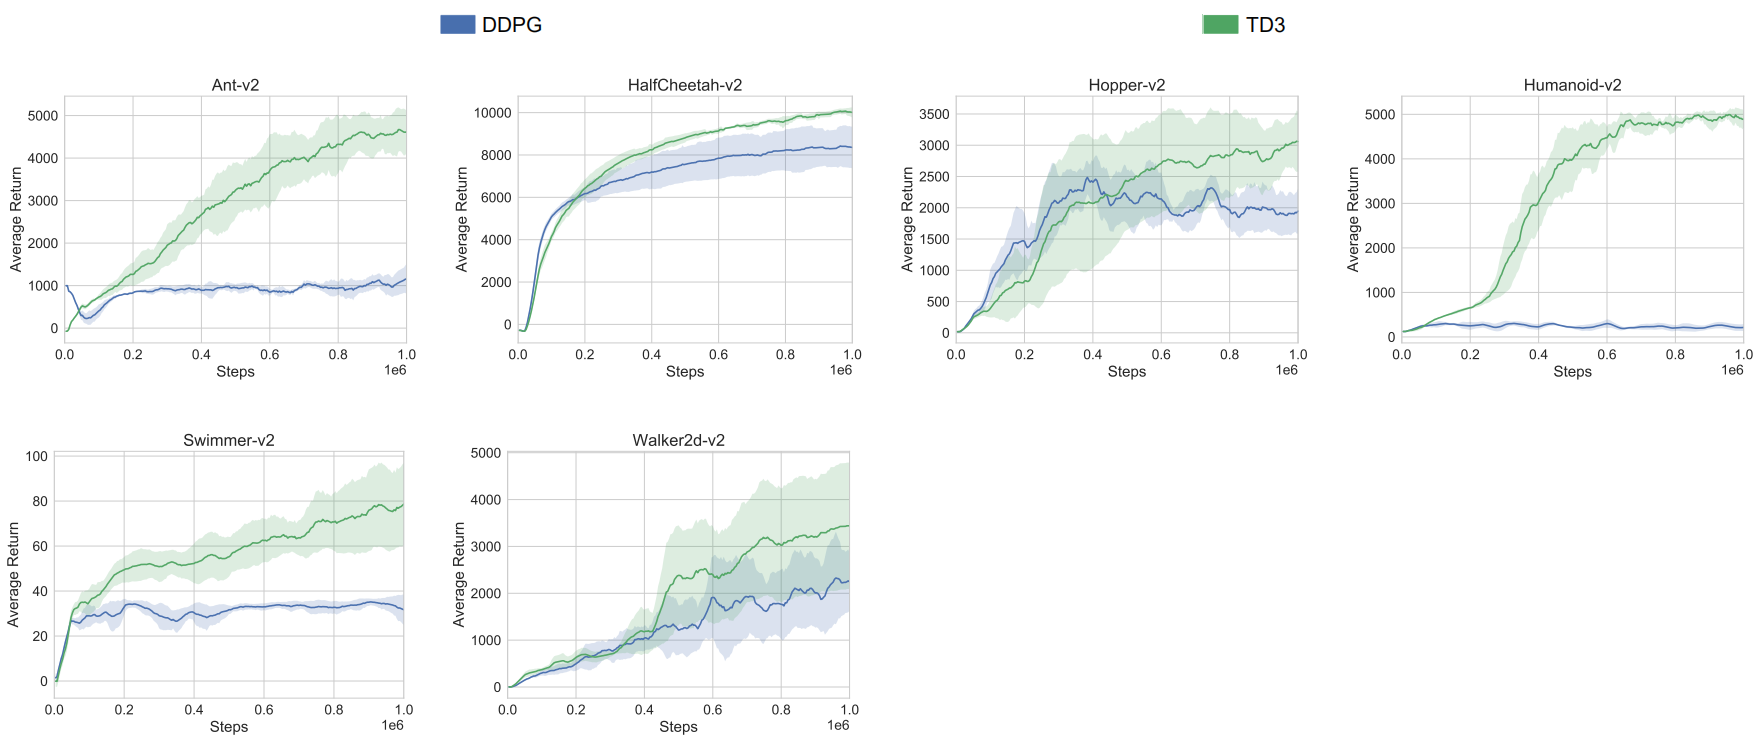 DDPG
TD3
Ant-v2
Average Return
5000
4000
3000
2000
1000
0
0.0 0.2 0.4 0.6 0.8 1.0
Steps
1e6
HalfCheetah-v2
Average Return
10000
8000
6000
4000
2000
0
0.0 0.2 0.4 0.6 0.8 1.0
Steps
1e6
Hopper-v2
Average Return
3500
3000
2500
2000
1500
1000
500
0
0.0 0.2 0.4 0.6 0.8 1.0
Steps
1e6
Humanoid-v2
Average Return
5000
4000
3000
2000
1000
0
0.0 0.2 0.4 0.6 0.8 1.0
Steps
1e6
Swimmer-v2
Average Return
100
80
60
40
20
0
0.0 0.2 0.4 0.6 0.8 1.0
Steps
1e6
Walker2d-v2
Average Return
5000
4000
3000
2000
1000
0
0.0 0.2 0.4 0.6 0.8 1.0
Steps
1e6